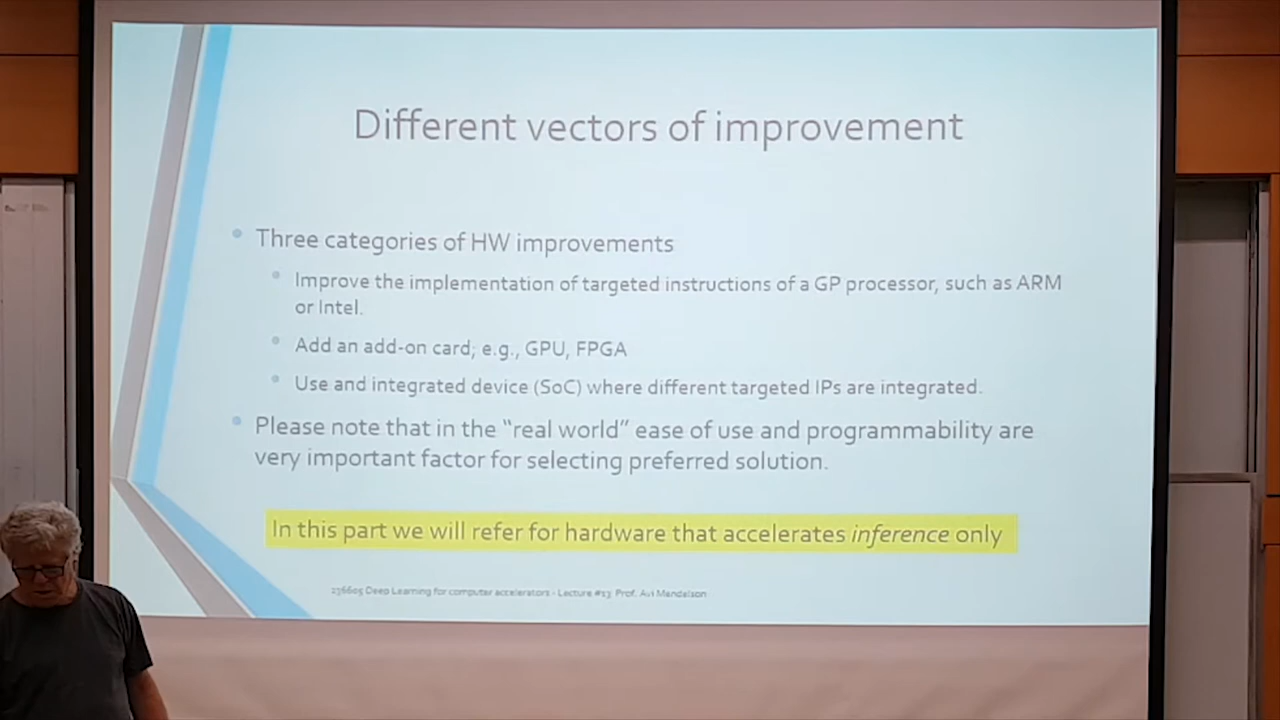 Different vectors of improvement
Three categories of HW improvements
Improve the implementation of targeted instructions of a GP processor, such as ARM
or Intel.
Add an add-on card; e.g., GPU, FPGA
Use and integrated device (SoC) where different targeted IPs are integrated.
Please note that in the “real world” ease of use and programmability are
very important factor for selecting preferred solution.
In this part we will refer for hardware that accelerates inference only
236605 Deep Learning for computer accelerators - Lecture #13 Prof. Avi Mendelson